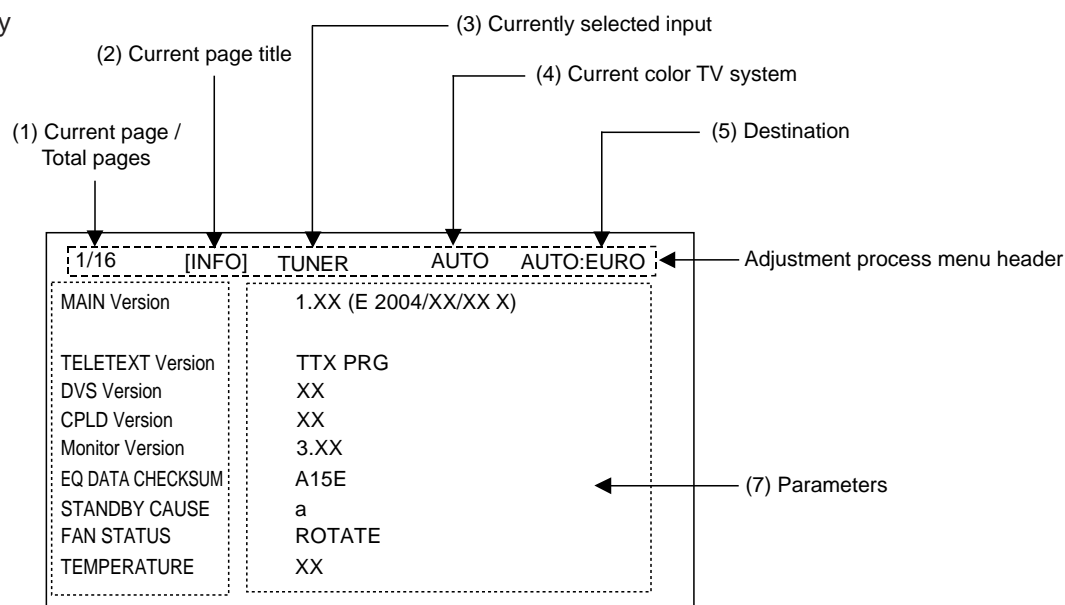 y
(3) Currently selected input
(2) Current page title
(4) Current color TV system
(1) Current page /
Total pages
(5) Destination
1/16 [INFO] TUNER AUTO AUTO:EURO
Adjustment process menu header
MAIN Version 1.XX (E 2004/XX/XX X)
TELETEXT Version TTX PRG
DVS Version XX
CPLD Version XX
Monitor Version 3.XX
EQ DATA CHECKSUM A15E
(7) Parameters
STANDBY CAUSE a
FAN STATUS ROTATE
TEMPERATURE XX